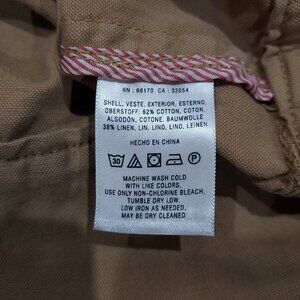 RN : 66170 CA : 32054
SHELL, VESTE, EXTERIOR, ESTERNO,
OBERSTOFF: 62% COTTON, COTON,
ALGODÓN, COTONE, BAUMWOLLE
38% LINEN, LIN, LINO, LINO, LEINEN
HECHO EN CHINA
30
MACHINE WASH COLD
WITH LIKE COLORS,
USE ONLY NON-CHLORINE BLEACH,
TUMBLE DRY LOW,
LOW IRON AS NEEDED,
MAY BE DRY CLEANED